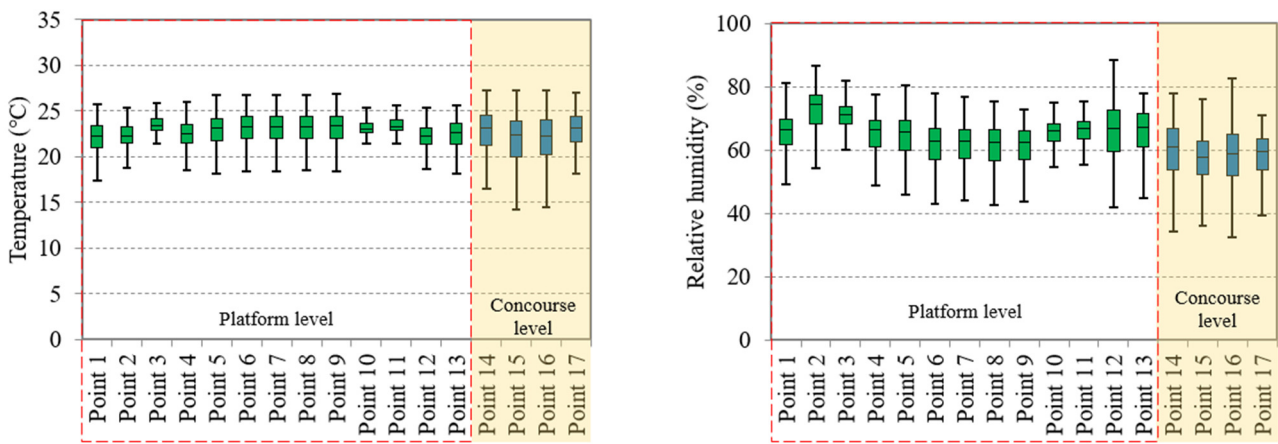 35
30
25
20
15
10
5
0
Temperature (°C)
Platform level
Concourse
level
Point 1
Point 2
Point 3
Point 4
Point 5
Point 6
Point 7
Point 8
Point 9
Point 10
Point 11
Point 12
Point 13
Point 14
Point 15
Point 16
Point 17
100
80
60
40
20
0
Relative humidity (%)
Platform level
Concourse
level
Point 1
Point 2
Point 3
Point 4
Point 5
Point 6
Point 7
Point 8
Point 9
Point 10
Point 11
Point 12
Point 13
Point 14
Point 15
Point 16
Point 17